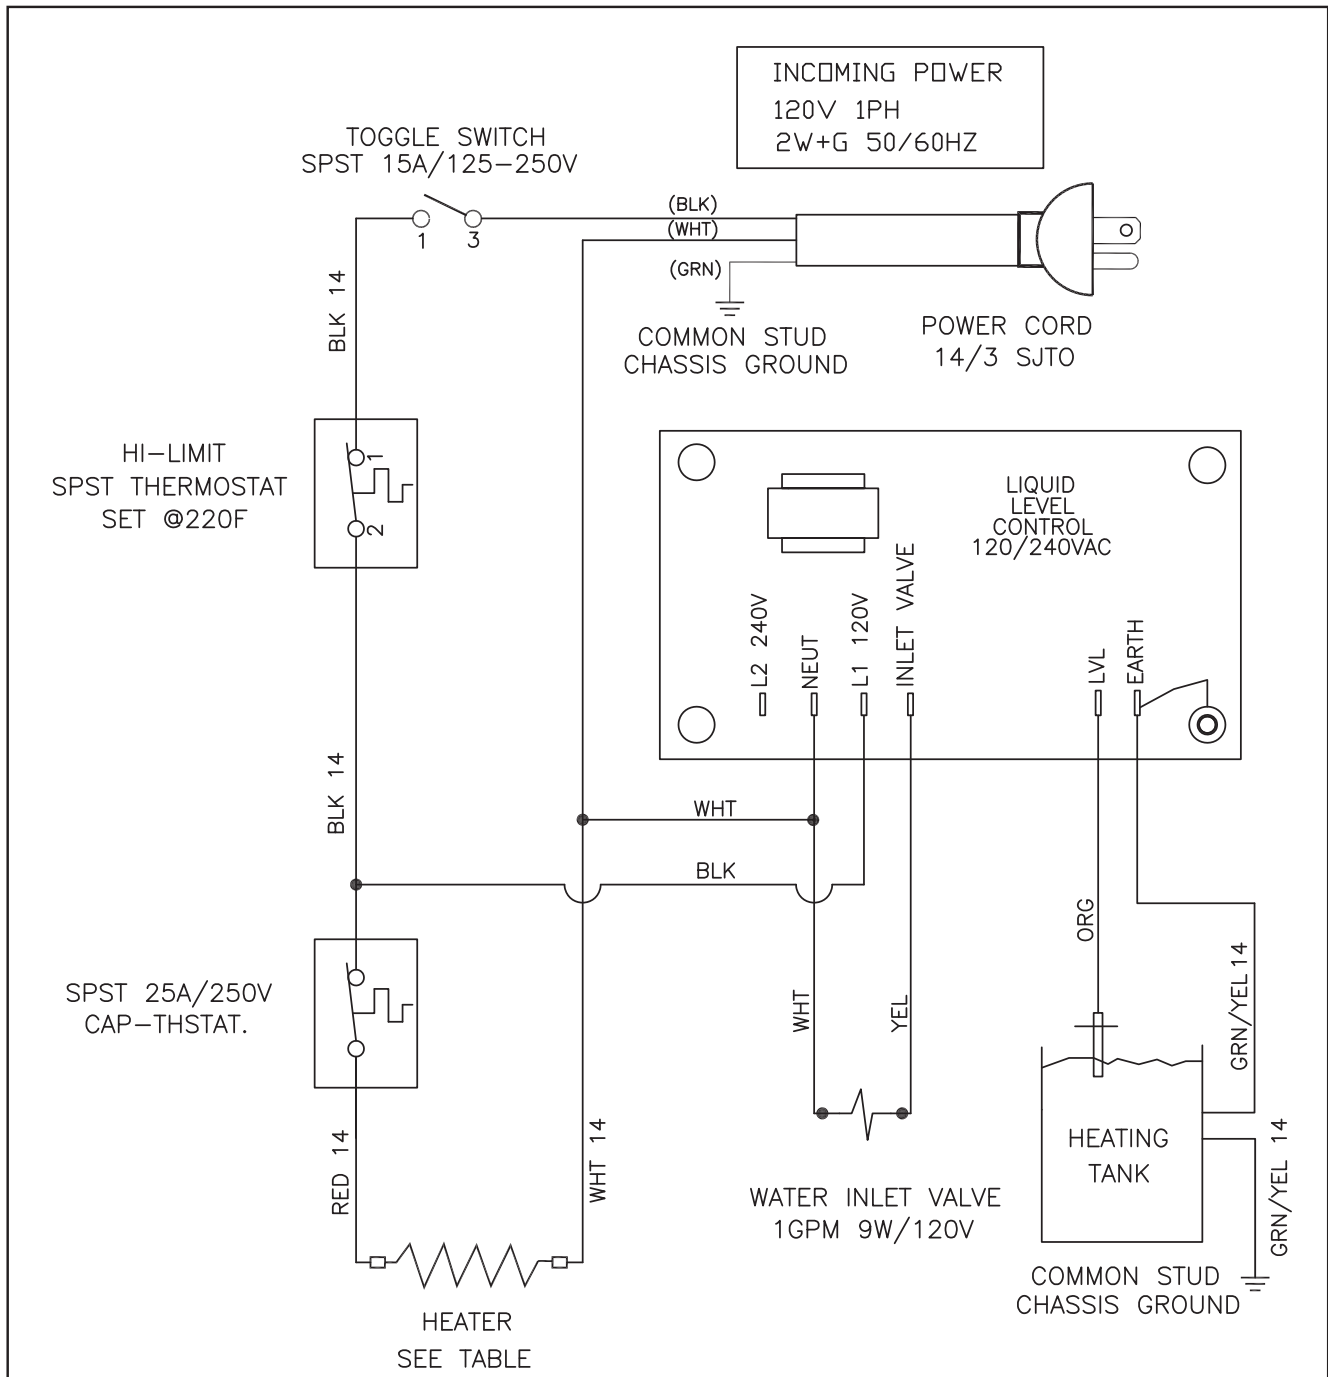 INCOMING POWER
120V 1PH
2W+G 50/60HZ
TOGGLE SWITCH
SPST 15A/125-250V
1
3
(BLK)
(WHT)
(GRN)
COMMON STUD
CHASSIS GROUND
POWER CORD
14/3 SJTO
BLK 14
HI-LIMIT
SPST THERMOSTAT
SET @220F
1
2
LIQUID
LEVEL
CONTROL
120/240VAC
L2 240V
NEUT
L1 120V
INLET VALVE
LVL
EARTH
BLK 14
WHT
BLK
SPST 25A/250V
CAP-THSTAT.
WHT
YEL
ORG
GRN/YEL 14
RED 14
WHT 14
HEATING
TANK
GRN/YEL 14
WATER INLET VALVE
1GPM 9W/120V
COMMON STUD
CHASSIS GROUND
HEATER
SEE TABLE